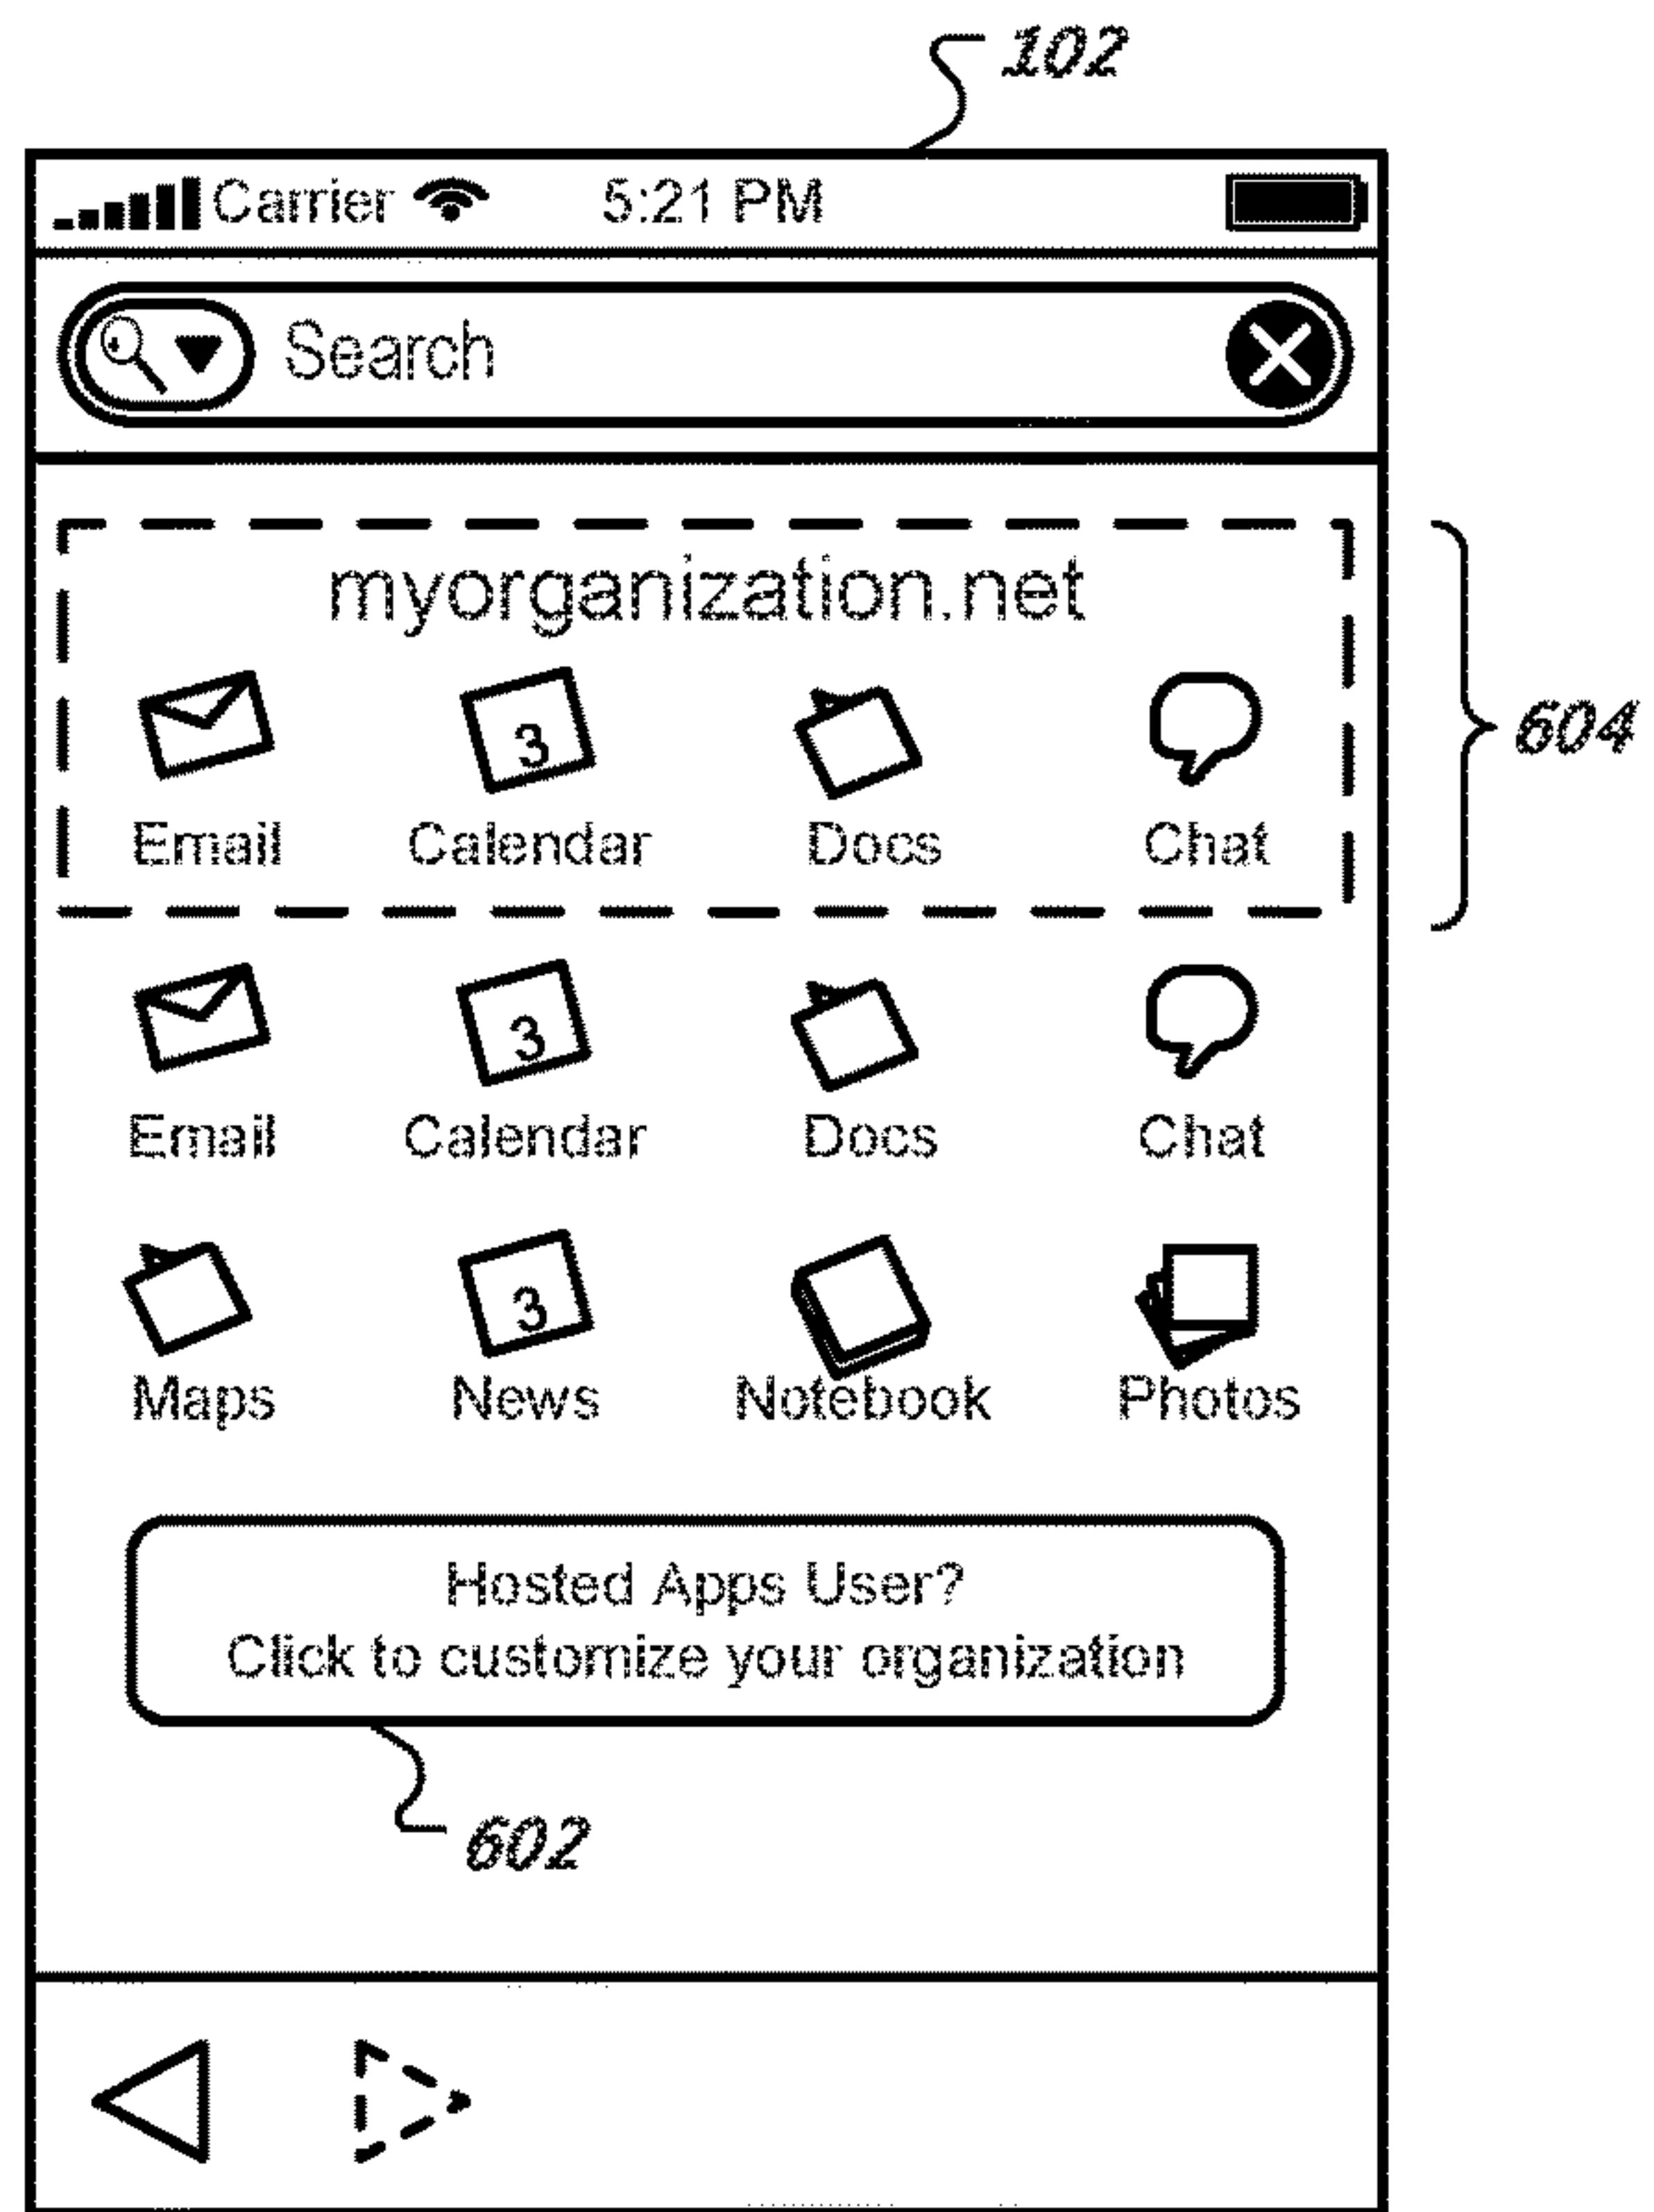 102
Carrier 5:21 PM
Search
myorganization.net
3
Email Calendar Docs Chat
604
3
Email Calendar Docs Chat
3
Maps News Notebook Photos
Hosted Apps User?
Click to customize your organization
602